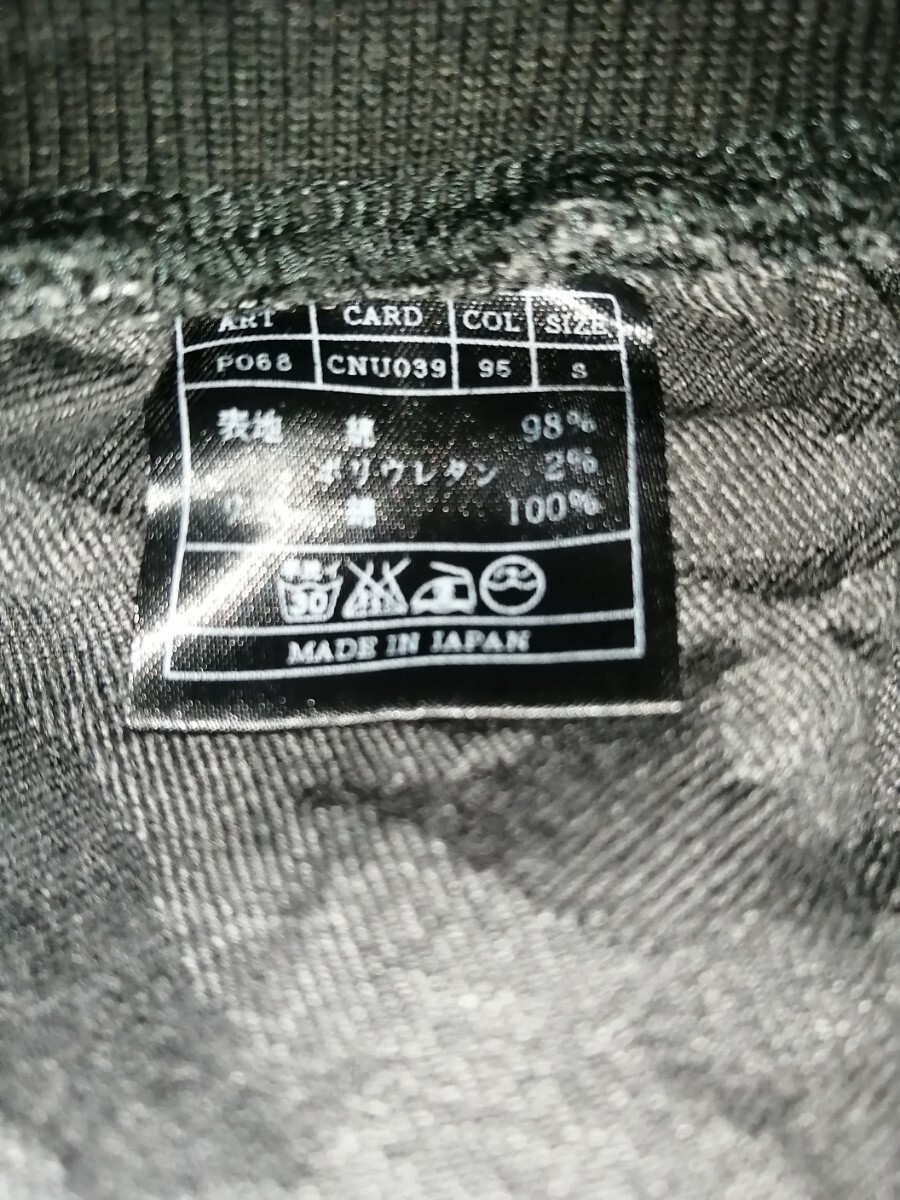 ART CARD COL SIZE
P068 CNU039 95 S
表地 綿 98%
ポリウレタン 2%
綿 100%
30
MADE IN JAPAN